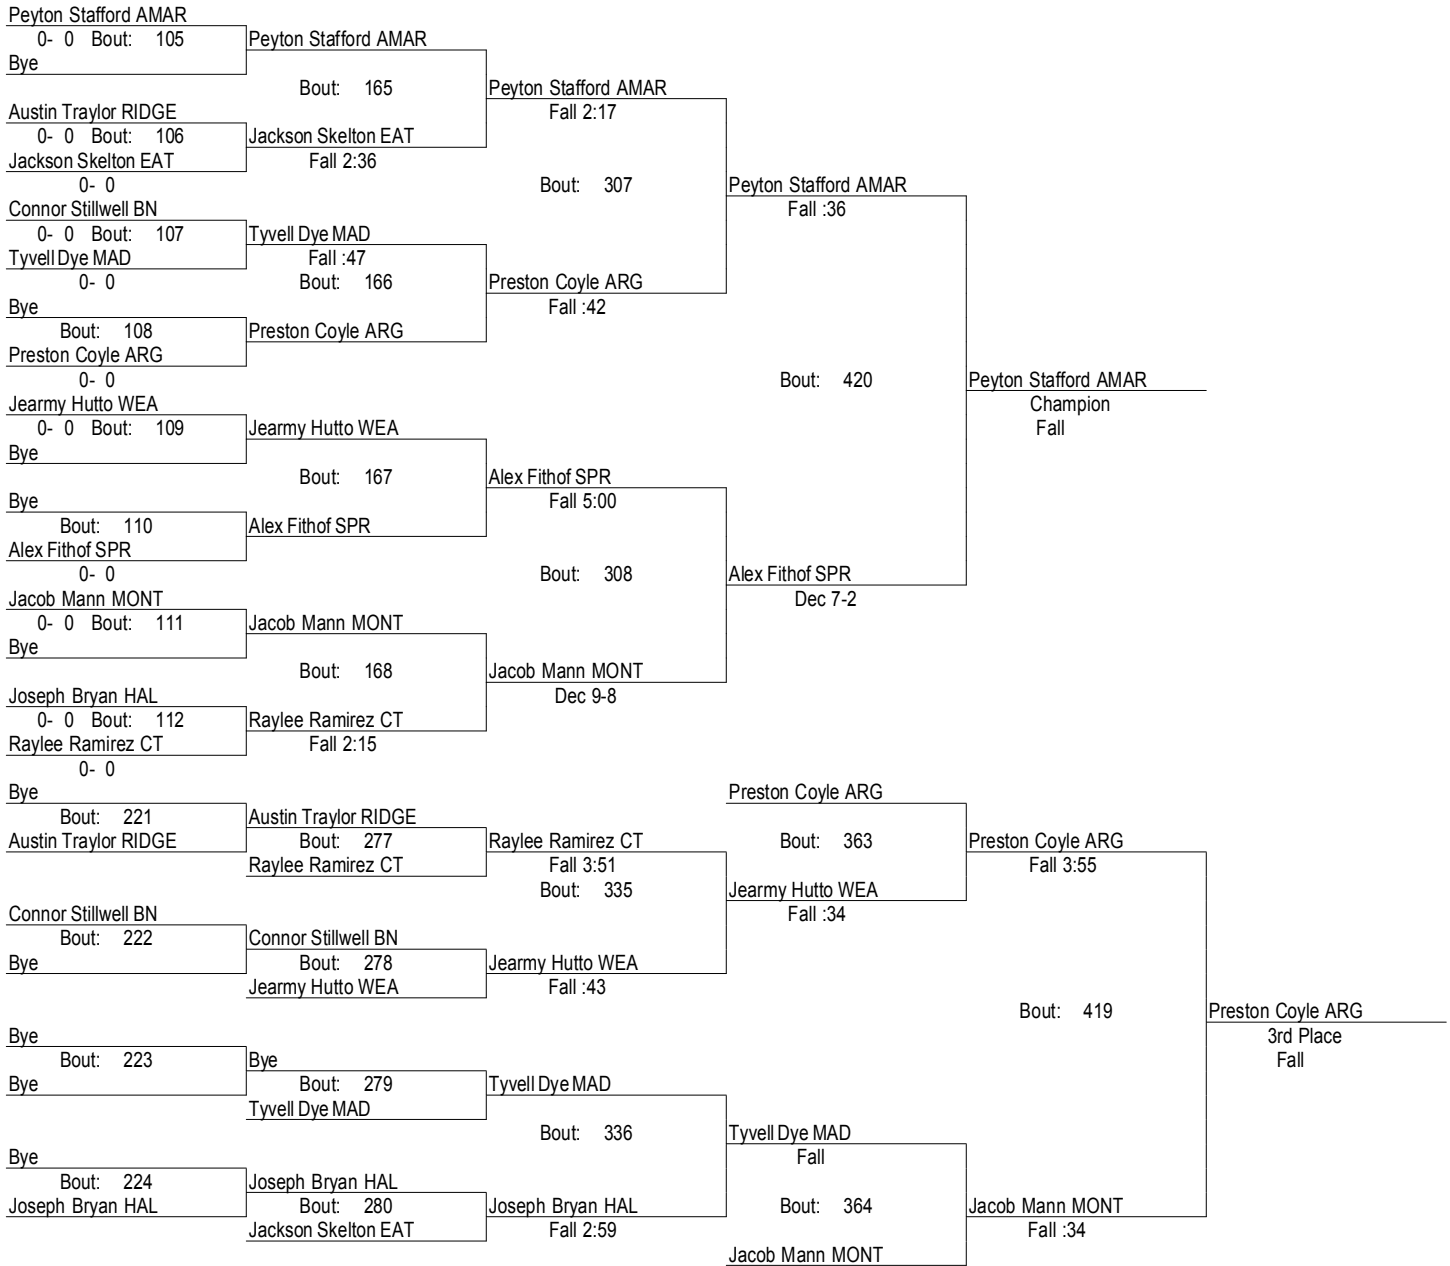 Peyton Stafford AMAR
0- 0 Bout: 105 Peyton Stafford AMAR
Bye
Bout: 165 Peyton Stafford AMAR
Austin Traylor RIDGE Fall 2:17
0- 0 Bout: 106 Jackson Skelton EAT
Jackson Skelton EAT Fall 2:36
0- 0 Bout: 307 Peyton Stafford AMAR
Connor Stillwell BN Fall :36
0- 0 Bout: 107 Tyvell Dye MAD
Tyvell Dye MAD Fall :47
0- 0 Bout: 166 Preston Coyle ARG
Bye Fall :42
Bout: 108 Preston Coyle ARG
Preston Coyle ARG
0- 0 Bout: 420 Peyton Stafford AMAR
Jearmy Hutto WEA Champion
0- 0 Bout: 109 Jearmy Hutto WEA Fall
Bye
Bout: 167 Alex Fithof SPR
Bye Fall 5:00
Bout: 110 Alex Fithof SPR
Alex Fithof SPR
0- 0 Bout: 308 Alex Fithof SPR
Jacob Mann MONT Dec 7-2
0- 0 Bout: 111 Jacob Mann MONT
Bye
Bout: 168 Jacob Mann MONT
Joseph Bryan HAL Dec 9-8
0- 0 Bout: 112 Raylee Ramirez CT
Raylee Ramirez CT Fall 2:15
0- 0
Bye Preston Coyle ARG
Bout: 221 Austin Traylor RIDGE
Austin Traylor RIDGE Bout: 277 Raylee Ramirez CT Bout: 363 Preston Coyle ARG
Raylee Ramirez CT Fall 3:51 Fall 3:55
Bout: 335 Jearmy Hutto WEA
Connor Stillwell BN Fall :34
Bout: 222 Connor Stillwell BN
Bye Bout: 278 Jearmy Hutto WEA
Jearmy Hutto WEA Fall :43
Bout: 419 Preston Coyle ARG
Bye 3rd Place
Bout: 223 Bye Fall
Bye Bout: 279 Tyvell Dye MAD
Tyvell Dye MAD
Bout: 336 Tyvell Dye MAD
Bye Fall
Bout: 224 Joseph Bryan HAL
Joseph Bryan HAL Bout: 280 Joseph Bryan HAL Bout: 364 Jacob Mann MONT
Jackson Skelton EAT Fall 2:59 Fall :34
Jacob Mann MONT